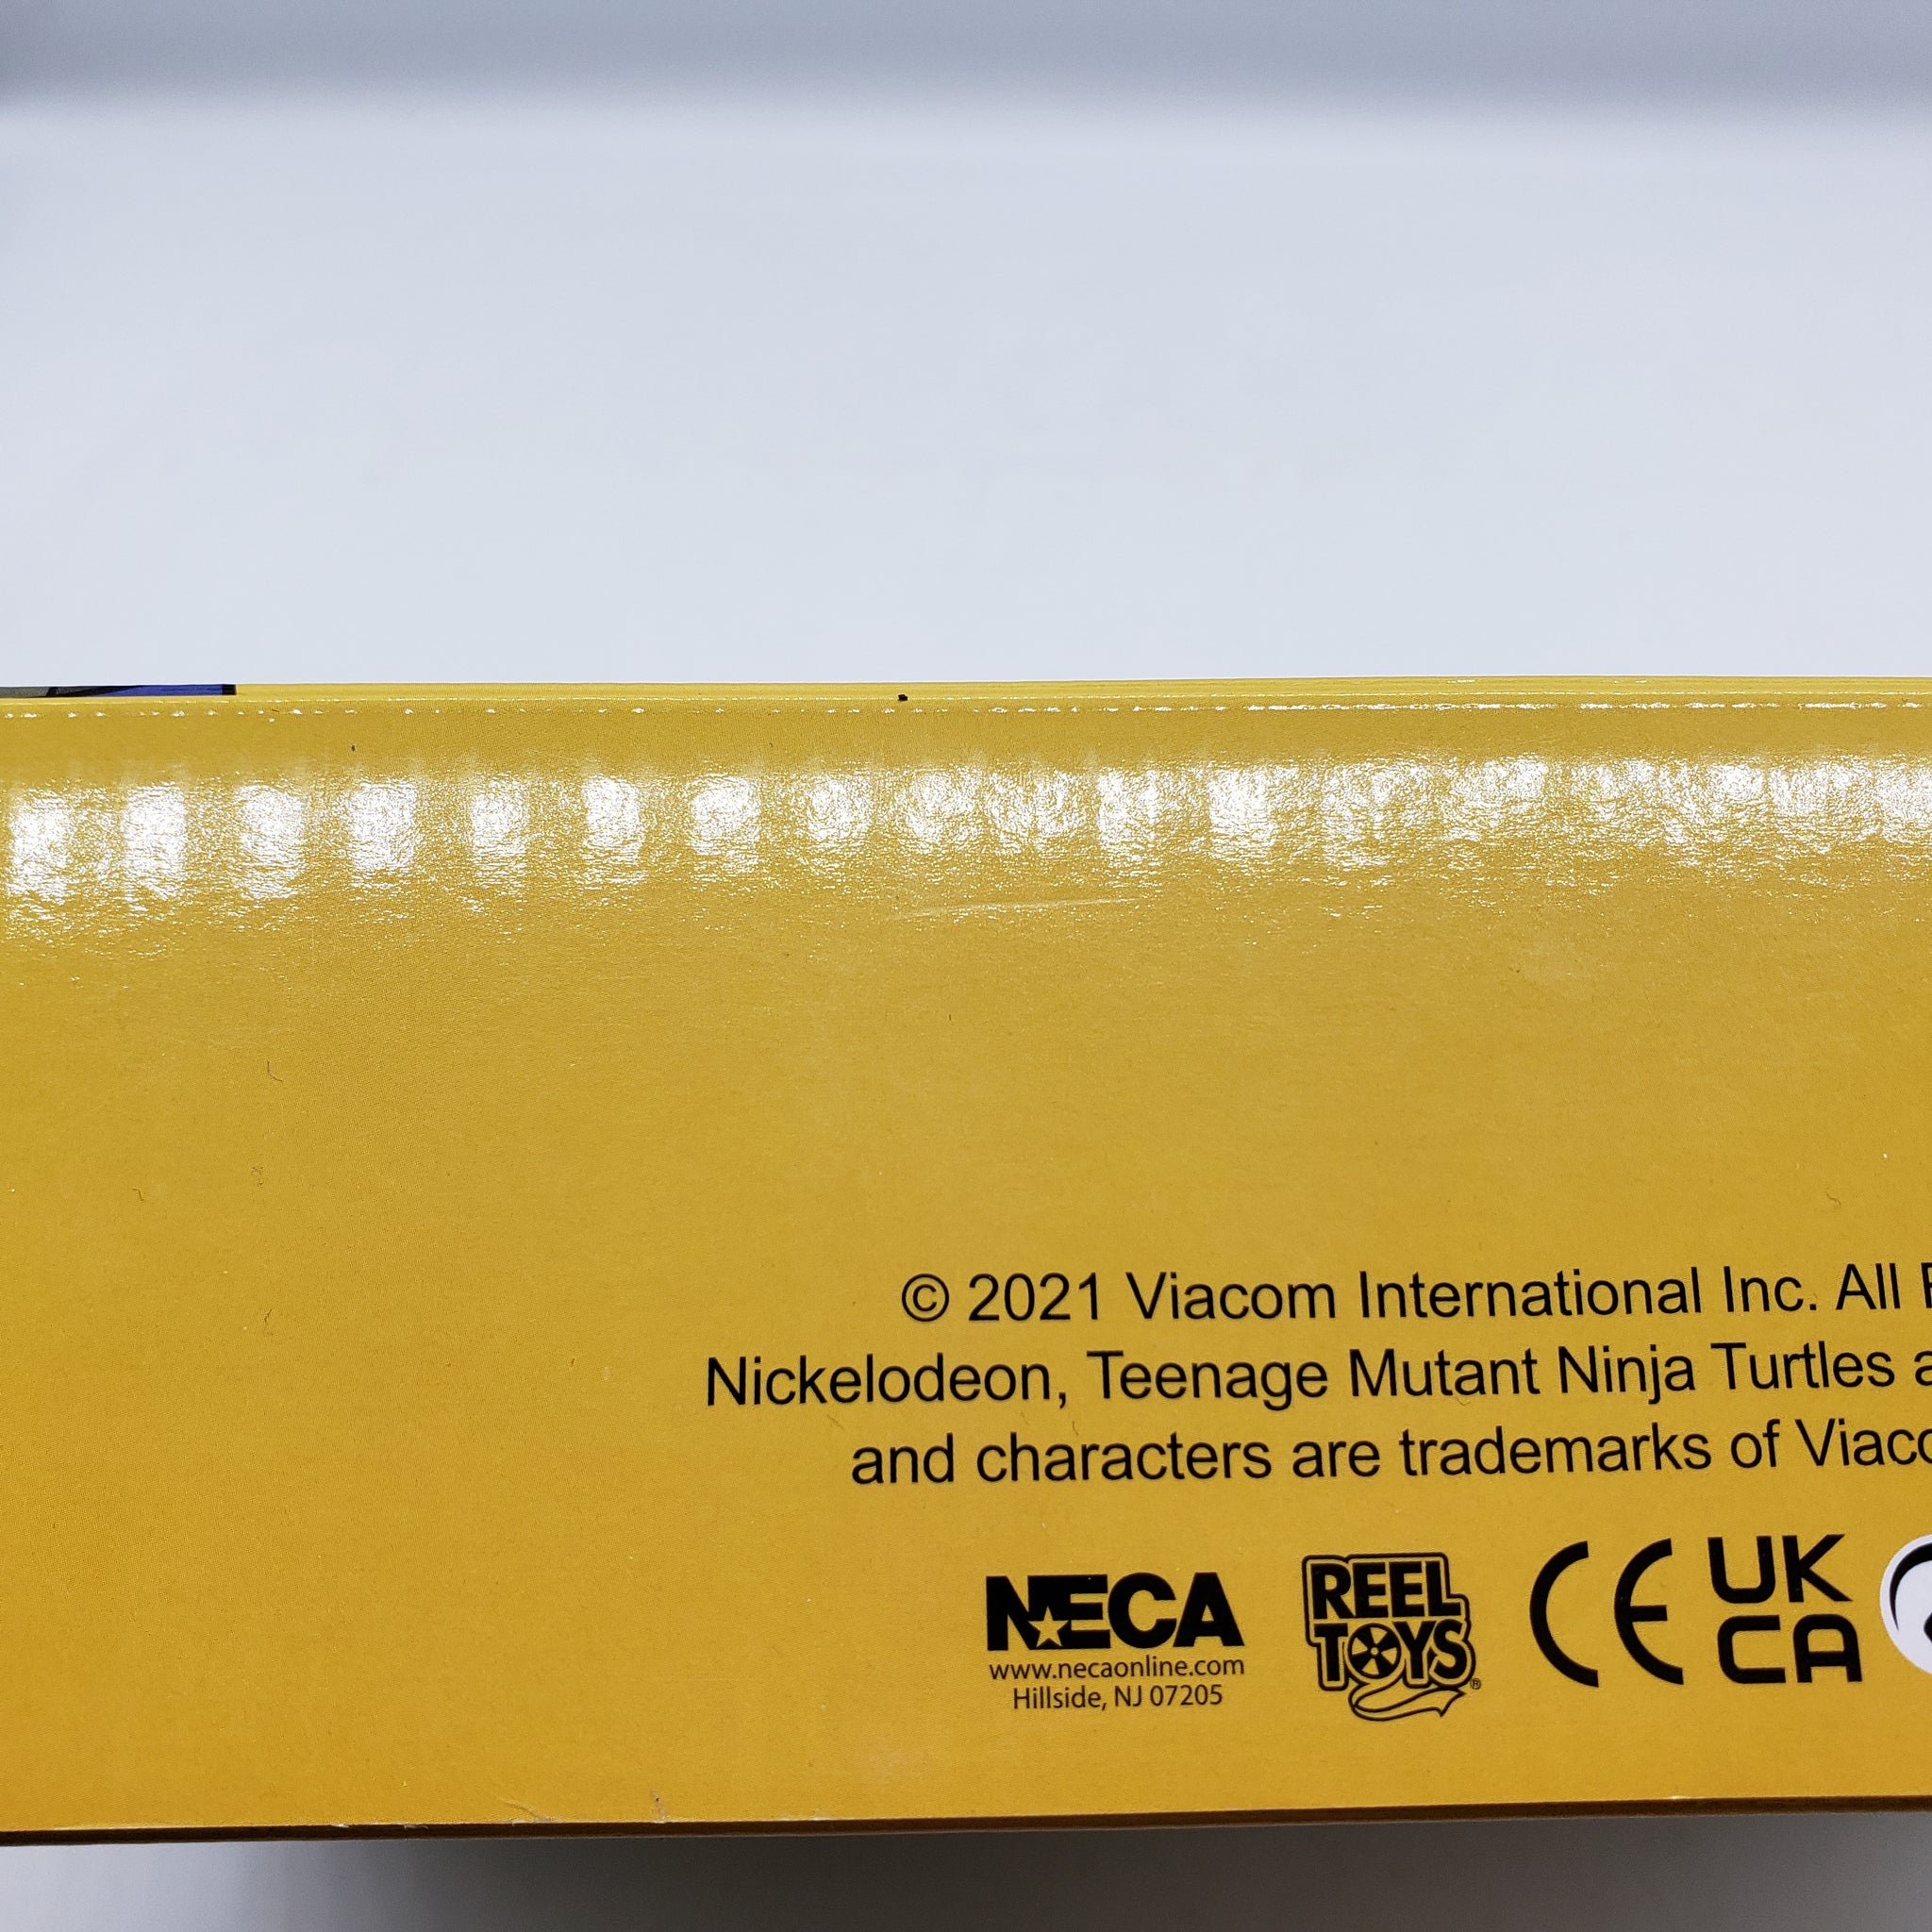 © 2021 Viacom International Inc. All
Nickelodeon, Teenage Mutant Ninja Turtles
and characters are trademarks of
NECA
www.necaonline.com
Hillside, NJ 07205
REEL
TOYS®
CE
UK
CA